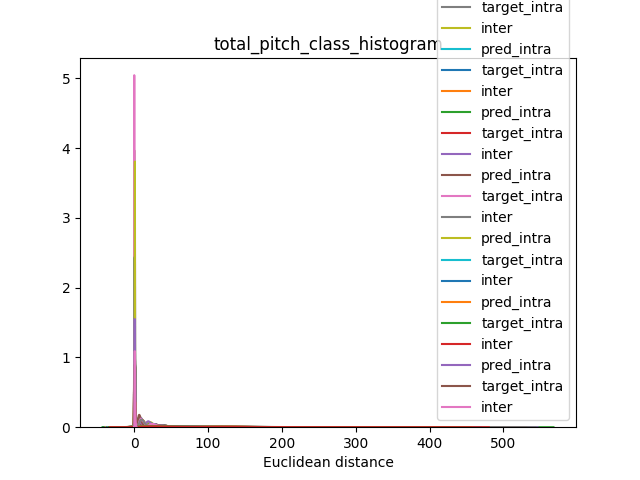 total_pitch_class_histogram
target_intra
inter
pred_intra
target_intra
inter
pred_intra
target_intra
inter
pred_intra
target_intra
inter
pred_intra
target_intra
inter
pred_intra
target_intra
inter
pred_intra
target_intra
inter
5
4
3
2
1
0
0
100
200
300
400
500
Euclidean distance